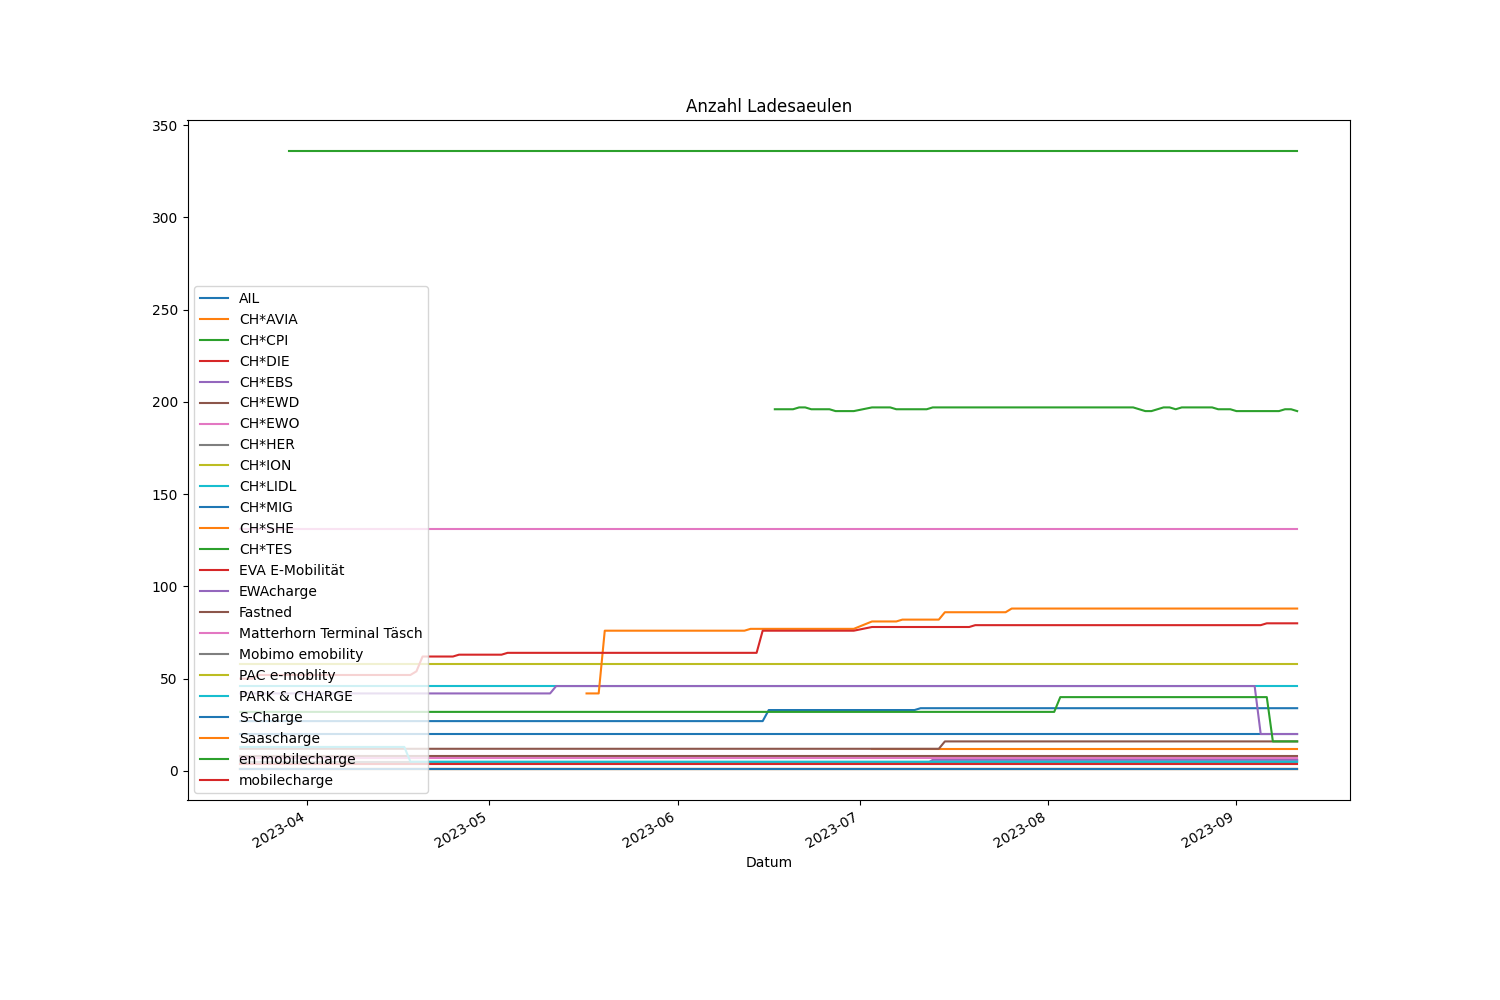 Anzahl Ladesaeulen
350
300
250
200
150
100
50
0
AIL
CH*AVIA
CH*CPI
CH*DIE
CH*EBS
CH*EWD
CH*EWO
CH*HER
CH*ION
CH*LIDL
CH*MIG
CH*SHE
CH*TES
EVA E-Mobilität
EWAcharge
Fastned
Matterhorn Terminal Täsch
Mobimo emobility
PAC e-moblity
PARK & CHARGE
S-Charge
Saascharge
en mobilecharge
mobilecharge
2023-04
2023-05
2023-06
2023-07
2023-08
2023-09
Datum